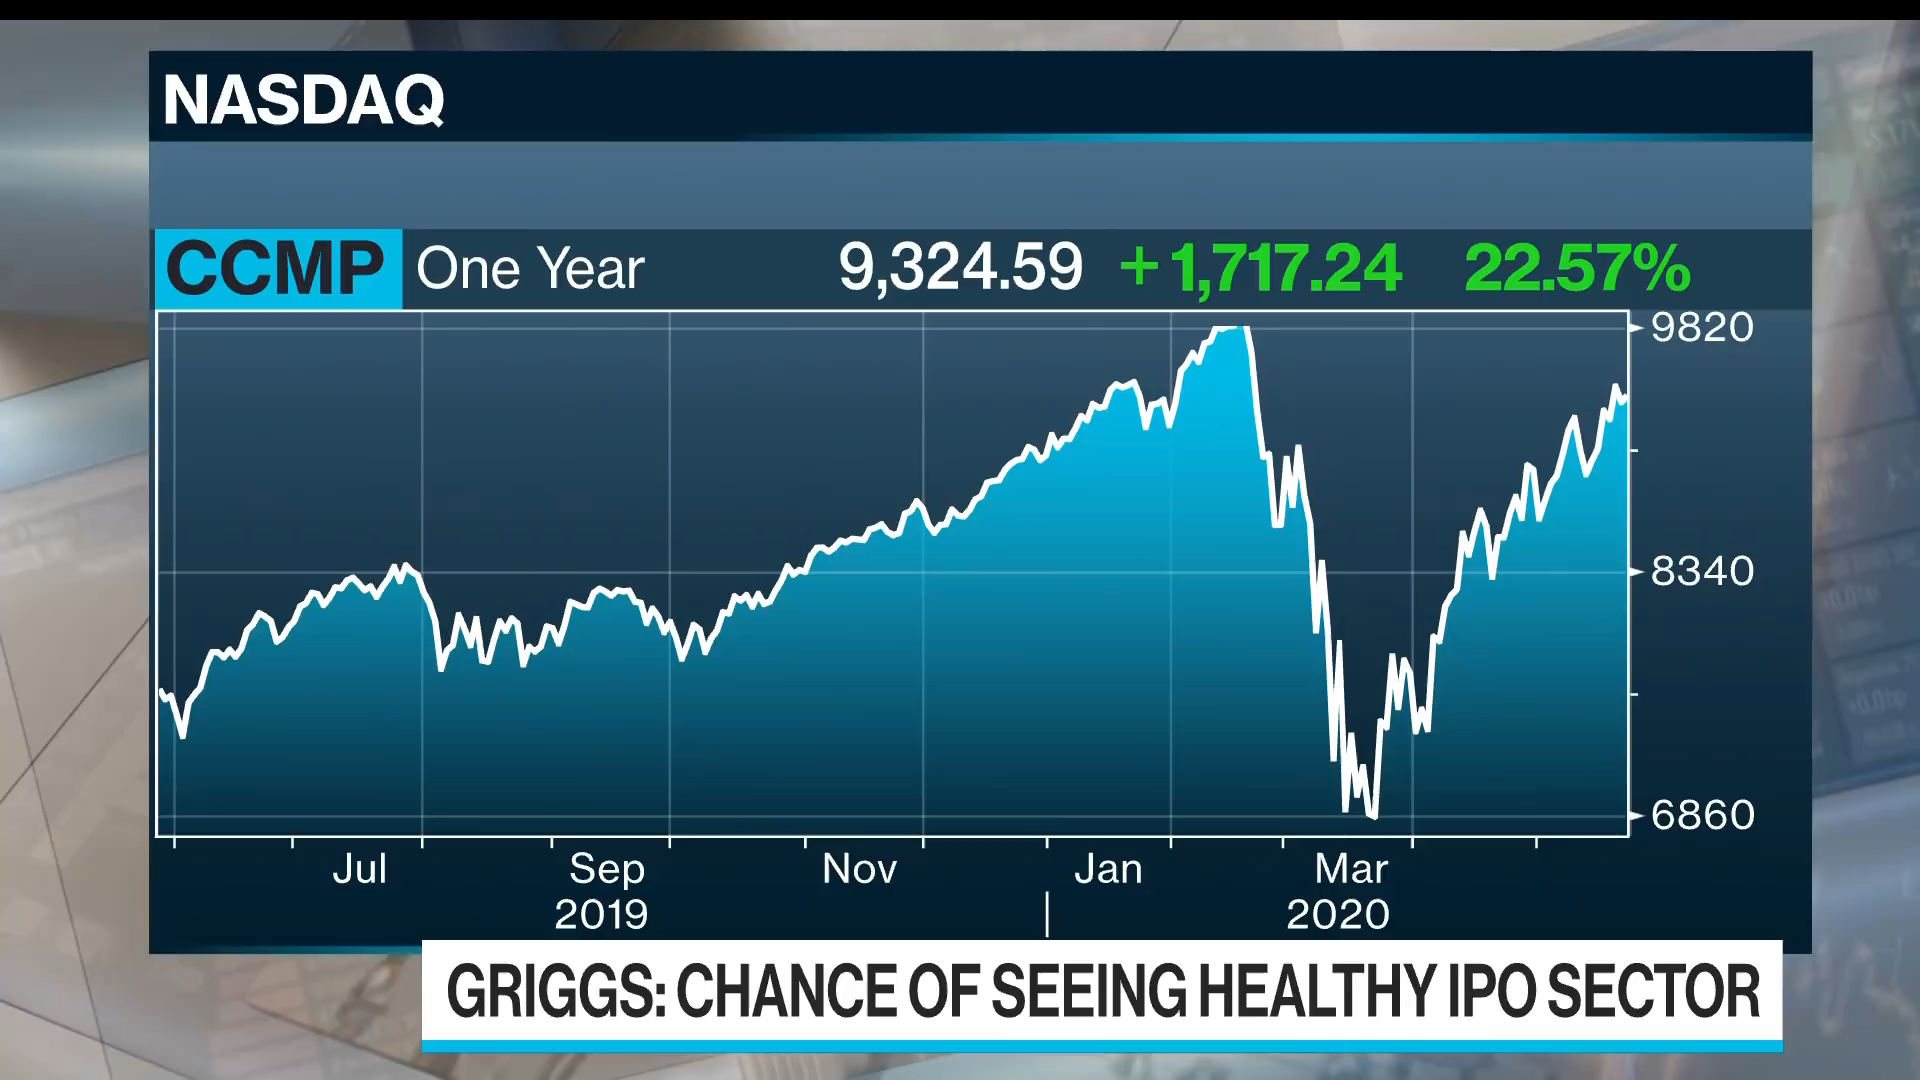 NASDAQ
CCMP One Year 9,324.59 +1,717.24 22.57%
9820
8340
6860
Jul Sep Nov Jan Mar
2019 2020
GRIGGS: CHANCE OF SEEING HEALTHY IPO SECTOR